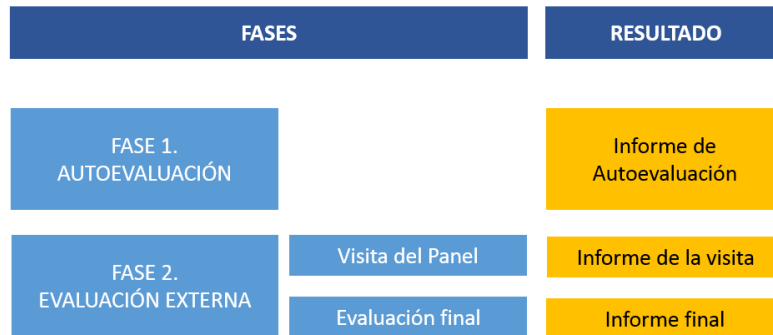 FASES
RESULTADO
FASE 1.
AUTOEVALUACIÓN
Informe de
Autoevaluación
FASE 2.
EVALUACIÓN EXTERNA
Visita del Panel
Informe de la visita
Evaluación final
Informe final